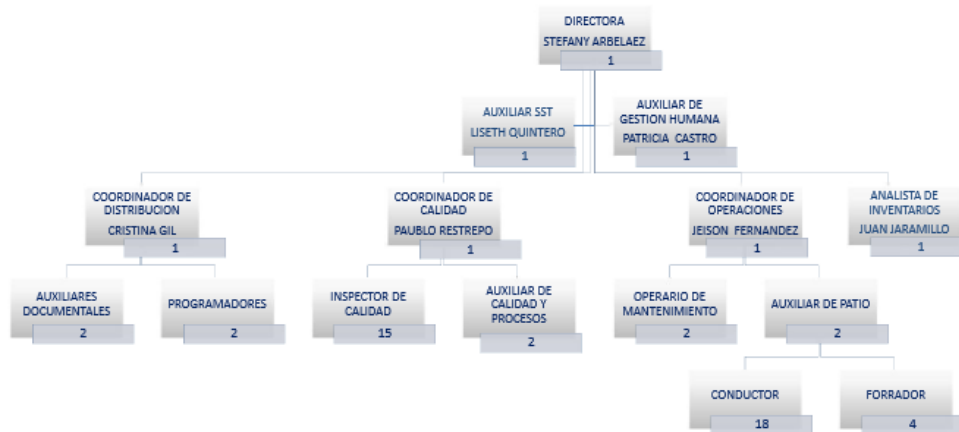 DIRECTORA
STEFANY ARBELAEZ
1
AUXILIAR SST
LISETH QUINTERO
1
AUXILIAR DE
GESTION HUMANA
PATRICIA CASTRO
1
COORDINADOR DE
DISTRIBUCION
CRISTINA GIL
1
COORDINADOR DE
CALIDAD
PAUBLO RESTREPO
1
COORDINADOR DE
OPERACIONES
JEISON FERNANDEZ
1
ANALISTA DE
INVENTARIOS
JUAN JARAMILLO
1
AUXILIARES
DOCUMENTALES
2
PROGRAMADORES
2
INSPECTOR DE
CALIDAD
15
AUXILIAR DE
CALIDAD Y
PROCESOS
2
OPERARIO DE
MANTENIMIENTO
2
AUXILIAR DE PATIO
2
CONDUCTOR
18
FORRADOR
4